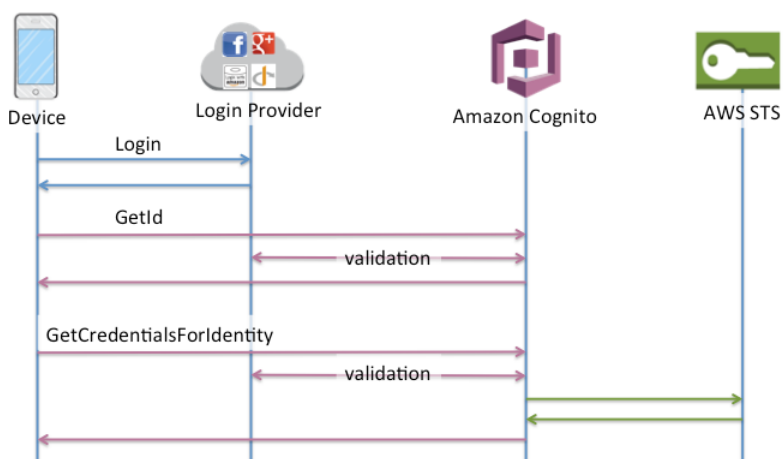 Device
Login Provider
Amazon Cognito
AWS STS
Login
GetId
validation
GetCredentialsForIdentity
validation